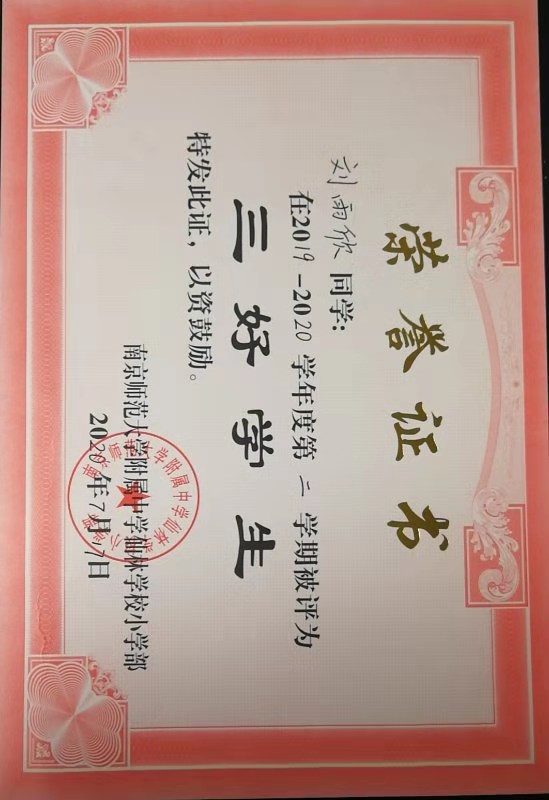 荣誉证书
刘雨欣 同学:
在2019-2020 学年度第 二 学期被评为
三好学生
特发此证，以资鼓励。
南京师范大学附属中学仙林学校小学部
2020年7月7日